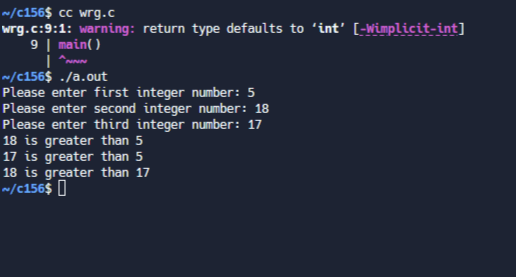 ~/c156$ cc wrg.c
wrg.c:9:1: warning: return type defaults to ‘int’ [-Wimplicit-int]
    9 | main()
      | ^~~~
~/c156$ ./a.out
Please enter first integer number: 5
Please enter second integer number: 18
Please enter third integer number: 17
18 is greater than 5
17 is greater than 5
18 is greater than 17
~/c156$